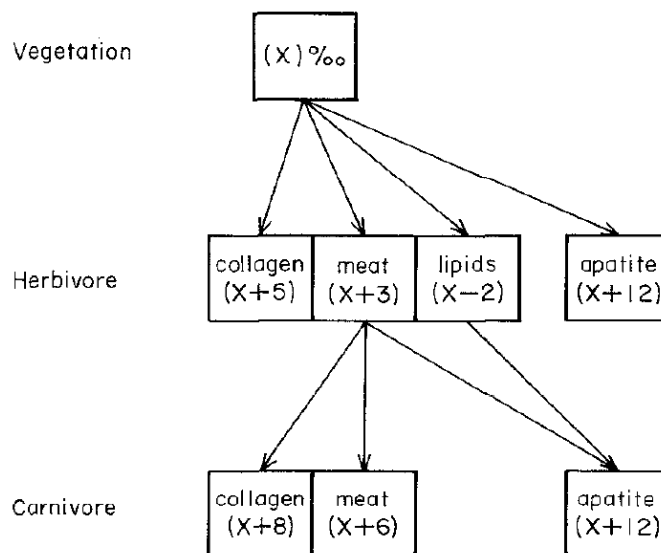 Vegetation
(X)‰
Herbivore
collagen
(X+5)
meat
(X+3)
lipids
(X−2)
apatite
(X+12)
Carnivore
collagen
(X+8)
meat
(X+6)
apatite
(X+12)